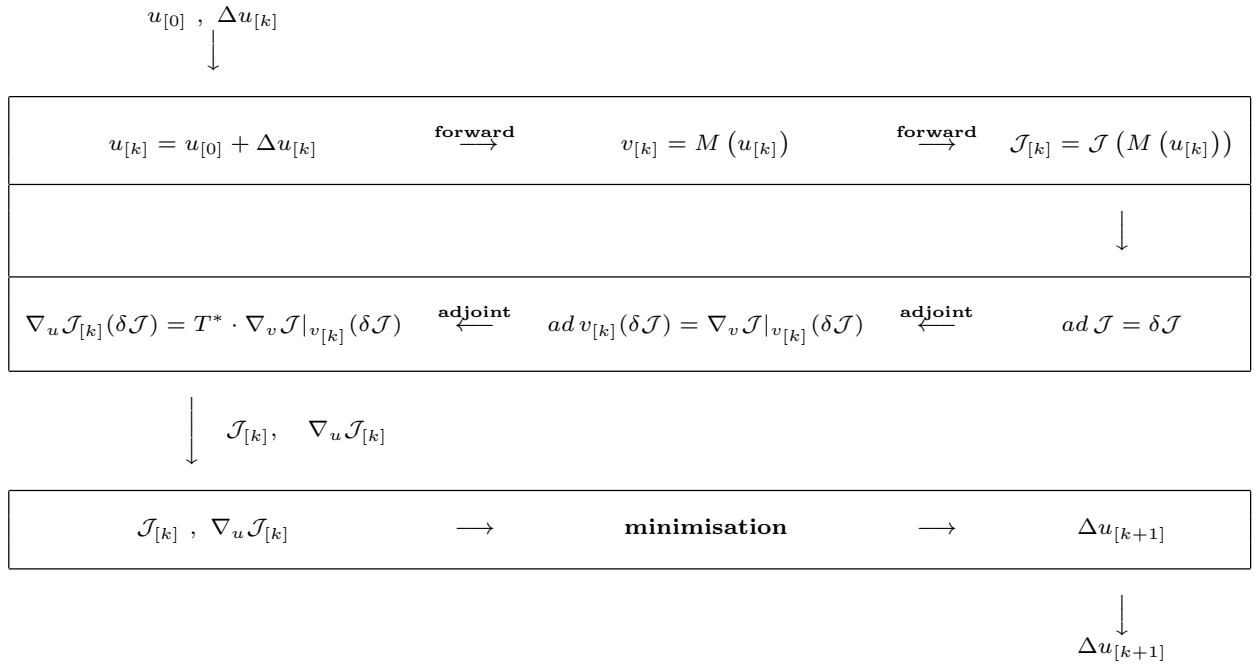 u_{[0]} , Δu_{[k]}
↓
u_{[k]} = u_{[0]} + Δu_{[k]} forward ⟶ v_{[k]} = M (u_{[k]}) forward ⟶ 𝒥_{[k]} = 𝒥 (M (u_{[k]}))
↓
∇_u 𝒥_{[k]}(δ𝒥) = T* · ∇_v 𝒥|_{v_{[k]}}(δ𝒥) adjoint ⟵ ad v_{[k]}(δ𝒥) = ∇_v 𝒥|_{v_{[k]}}(δ𝒥) adjoint ⟵ ad 𝒥 = δ𝒥
↓ 𝒥_{[k]}, ∇_u 𝒥_{[k]}
𝒥_{[k]} , ∇_u 𝒥_{[k]} ⟶ minimisation ⟶ Δu_{[k+1]}
↓
Δu_{[k+1]}